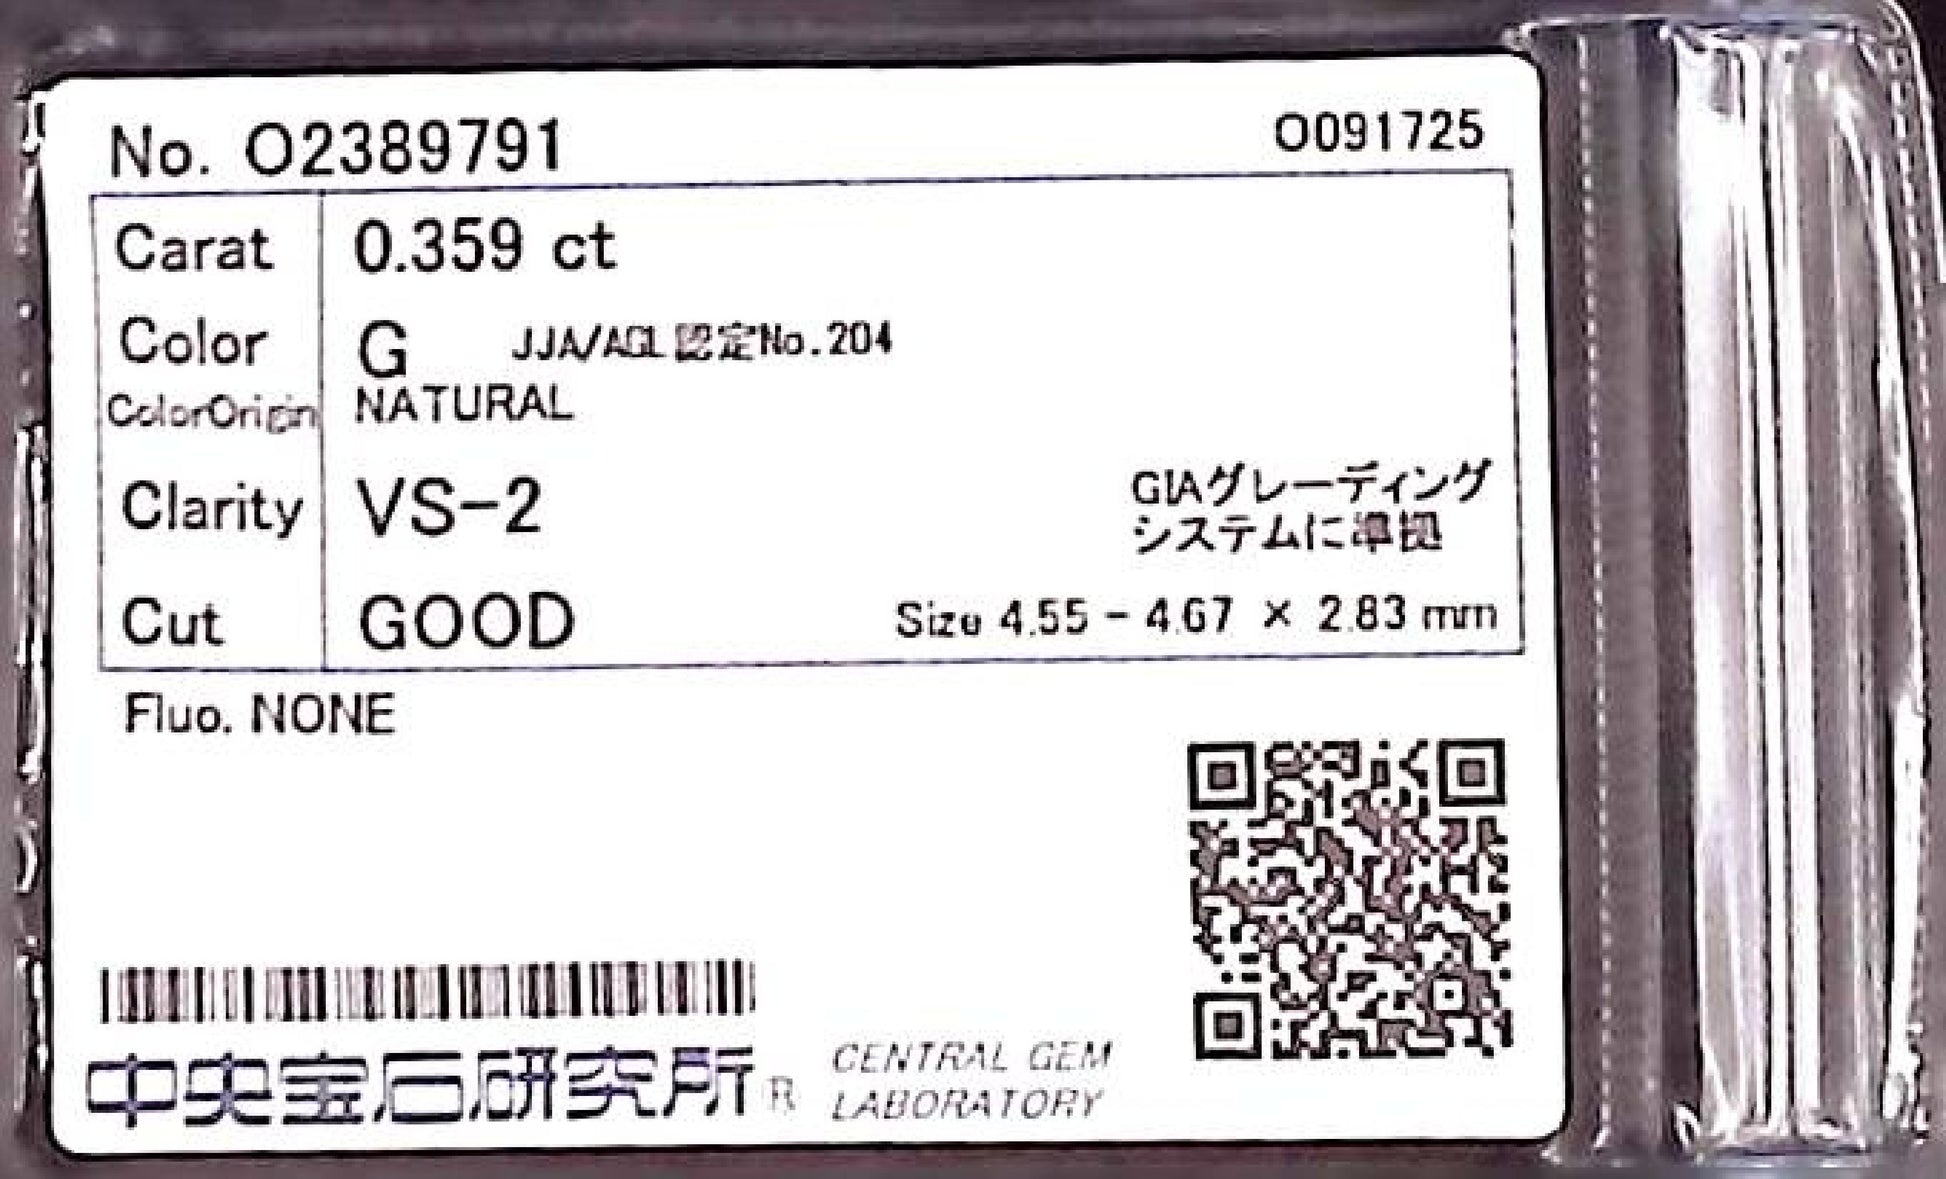 No. O2389791 O091725
Carat 0.359 ct
Color G JJA/AGL認定No.204
ColorOrigin NATURAL
Clarity VS-2
GIAグレーディング
システムに準拠
Cut GOOD Size 4.55 - 4.67 × 2.83 mm
Fluo. NONE
中央宝石研究所® CENTRAL GEM
LABORATORY